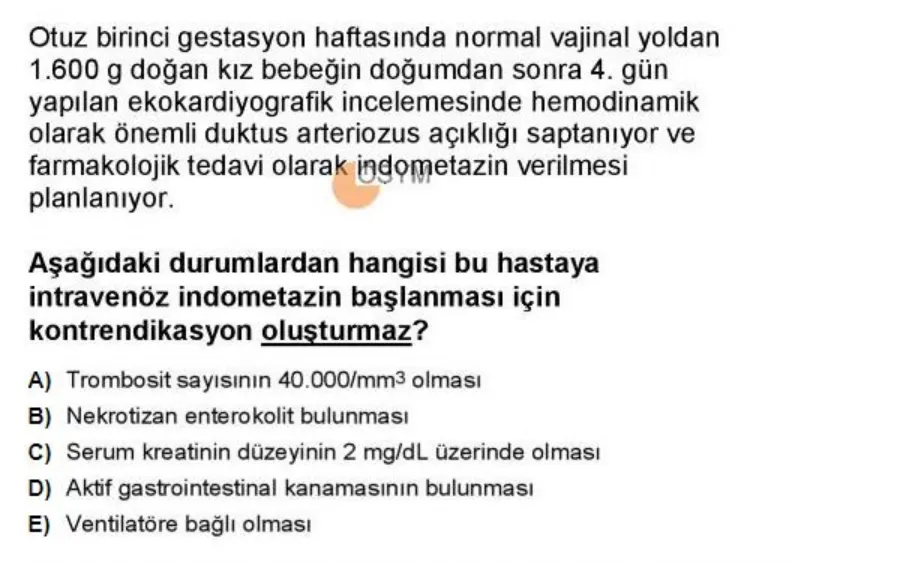 Otuz birinci gestasyon haftasında normal vajinal yoldan
1.600 g doğan kız bebeğin doğumdan sonra 4. gün
yapılan ekokardiyografik incelemesinde hemodinamik
olarak önemli duktus arteriozus açıklığı saptanıyor ve
farmakolojik tedavi olarak indometazin verilmesi
ÖSYM
planlanıyor.
Aşağıdaki durumlardan hangisi bu hastaya
intravenöz indometazin başlanması için
kontrendikasyon oluşturmaz?
A) Trombosit sayısının 40.000/mm³ olması
B) Nekrotizan enterokolit bulunması
C) Serum kreatinin düzeyinin 2 mg/dL üzerinde olması
D) Aktif gastrointestinal kanamasının bulunması
E) Ventilatöre bağlı olması